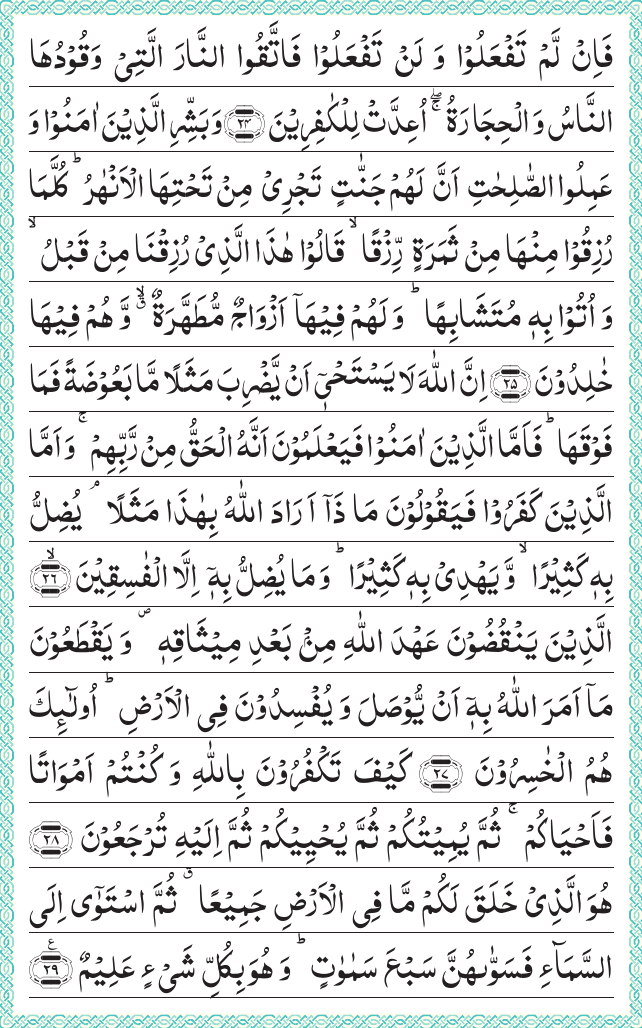 فَاِنْ لَّمْ تَفْعَلُوْا وَ لَنْ تَفْعَلُوْا فَاتَّقُوا النَّارَ الَّتِیْ وَقُوْدُهَا
النَّاسُ وَ الْحِجَارَةُ ۖۚ اُعِدَّتْ لِلْكٰفِرِیْنَ ۝۲۴ وَ بَشِّرِ الَّذِیْنَ اٰمَنُوْا وَ
عَمِلُوا الصّٰلِحٰتِ اَنَّ لَهُمْ جَنّٰتٍ تَجْرِیْ مِنْ تَحْتِهَا الْاَنْهٰرُ ؕ كُلَّمَا
رُزِقُوْا مِنْهَا مِنْ ثَمَرَةٍ رِّزْقًا ۙ قَالُوْا هٰذَا الَّذِیْ رُزِقْنَا مِنْ قَبْلُ ۙ
وَ اُتُوْا بِهٖ مُتَشَابِهًا ؕ وَ لَهُمْ فِیْهَاۤ اَزْوَاجٌ مُّطَهَّرَةٌ ۗۙ وَّ هُمْ فِیْهَا
خٰلِدُوْنَ ۝۲۵ اِنَّ اللّٰهَ لَا یَسْتَحْیٖۤ اَنْ یَّضْرِبَ مَثَلًا مَّا بَعُوْضَةً فَمَا
فَوْقَهَا ؕ فَاَمَّا الَّذِیْنَ اٰمَنُوْا فَیَعْلَمُوْنَ اَنَّهُ الْحَقُّ مِنْ رَّبِّهِمْ ۚ وَ اَمَّا
الَّذِیْنَ كَفَرُوْا فَیَقُوْلُوْنَ مَا ذَاۤ اَرَادَ اللّٰهُ بِهٰذَا مَثَلًا ۘ یُضِلُّ
بِهٖ كَثِیْرًا ۙ وَّ یَهْدِیْ بِهٖ كَثِیْرًا ؕ وَ مَا یُضِلُّ بِهٖۤ اِلَّا الْفٰسِقِیْنَ ۝۲۶ۙ
الَّذِیْنَ یَنْقُضُوْنَ عَهْدَ اللّٰهِ مِنْۢ بَعْدِ مِیْثَاقِهٖ ۪ وَ یَقْطَعُوْنَ
مَاۤ اَمَرَ اللّٰهُ بِهٖۤ اَنْ یُّوْصَلَ وَ یُفْسِدُوْنَ فِی الْاَرْضِ ؕ اُولٰٓىِٕكَ
هُمُ الْخٰسِرُوْنَ ۝۲۷ كَیْفَ تَكْفُرُوْنَ بِاللّٰهِ وَ كُنْتُمْ اَمْوَاتًا
فَاَحْیَاكُمْ ۚ ثُمَّ یُمِیْتُكُمْ ثُمَّ یُحْیِیْكُمْ ثُمَّ اِلَیْهِ تُرْجَعُوْنَ ۝۲۸
هُوَ الَّذِیْ خَلَقَ لَكُمْ مَّا فِی الْاَرْضِ جَمِیْعًا ۗ ثُمَّ اسْتَوٰۤی اِلَی
السَّمَآءِ فَسَوّٰىهُنَّ سَبْعَ سَمٰوٰتٍ ؕ وَ هُوَ بِكُلِّ شَیْءٍ عَلِیْمٌ ۝۲۹ ع